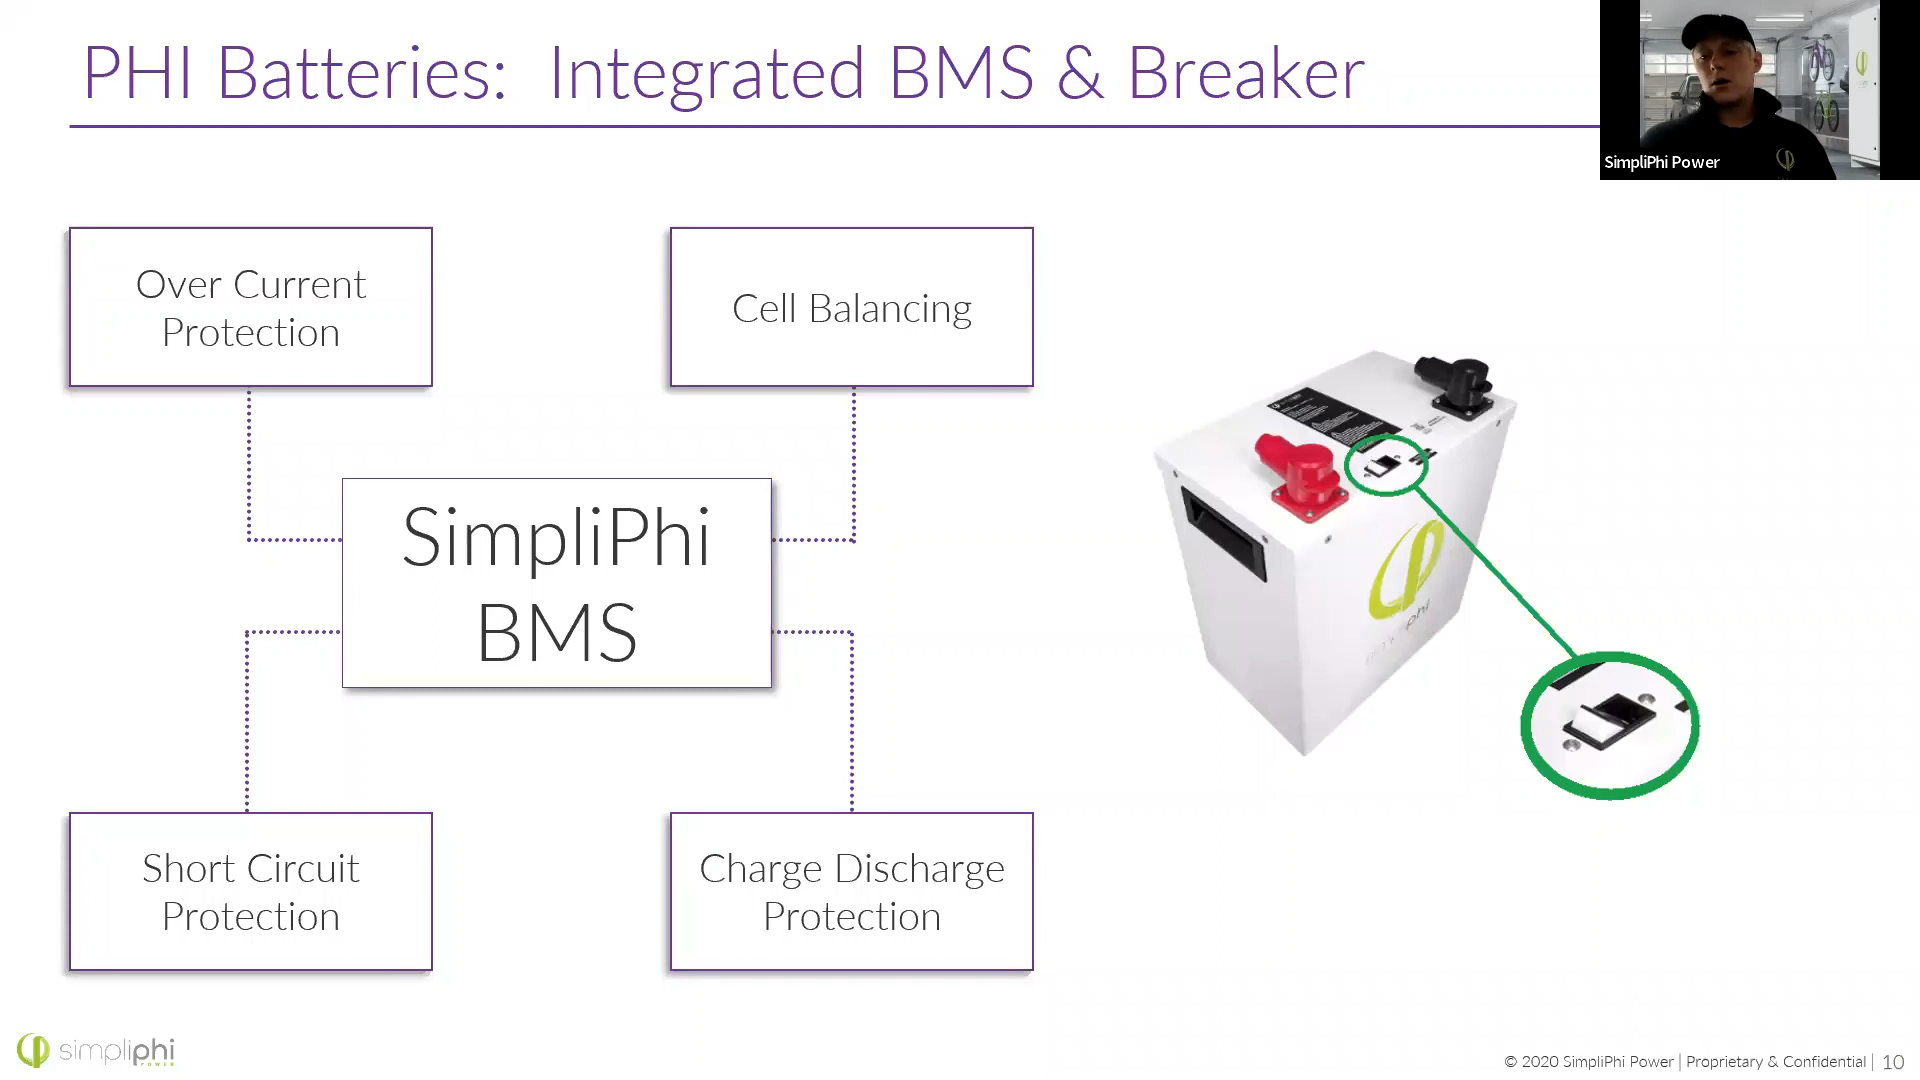 PHI Batteries: Integrated BMS & Breaker
SimpliPhi Power
Over Current
Protection
Cell Balancing
SimpliPhi
BMS
Short Circuit
Protection
Charge Discharge
Protection
simpliphi
POWER
© 2020 SimpliPhi Power | Proprietary & Confidential | 10